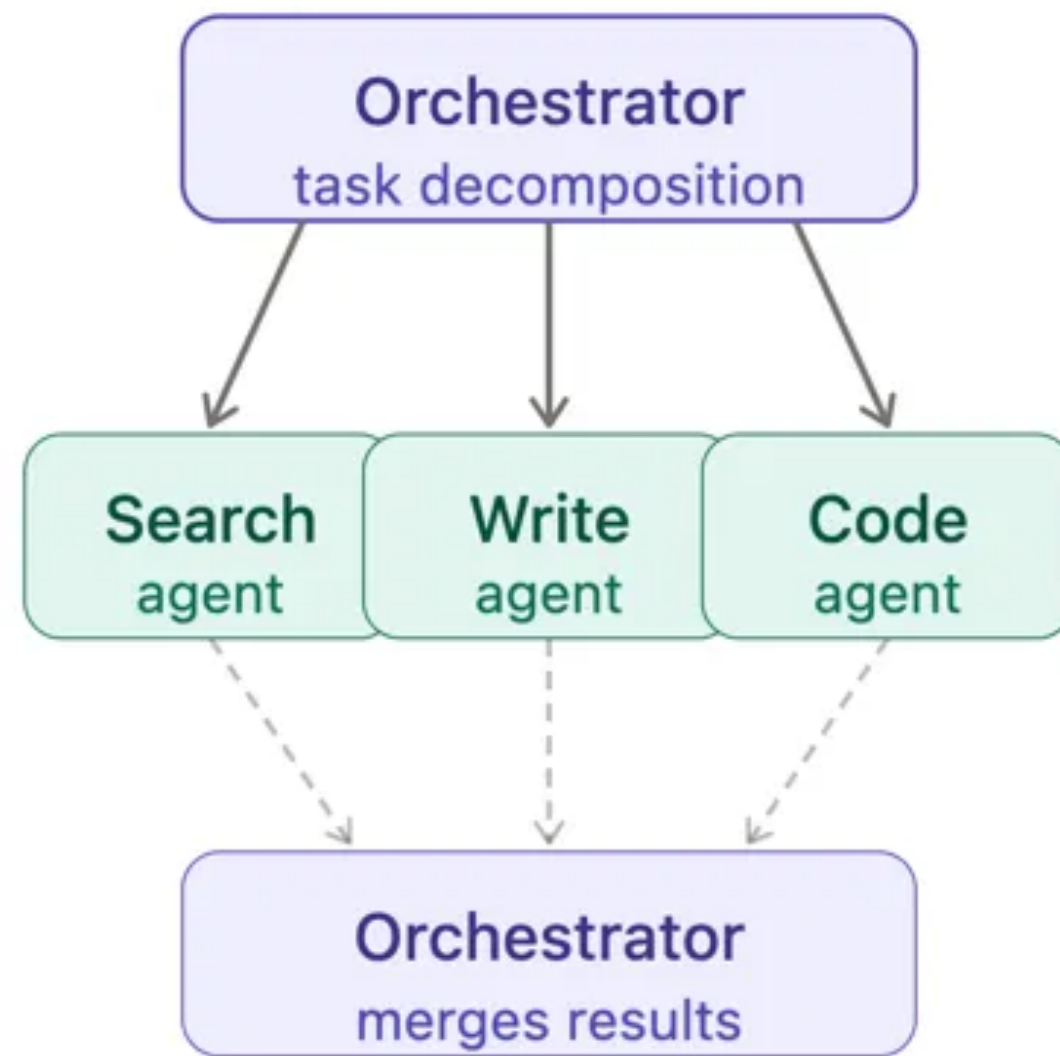 Orchestrator
task decomposition
Search
agent
Write
agent
Code
agent
Orchestrator
merges results